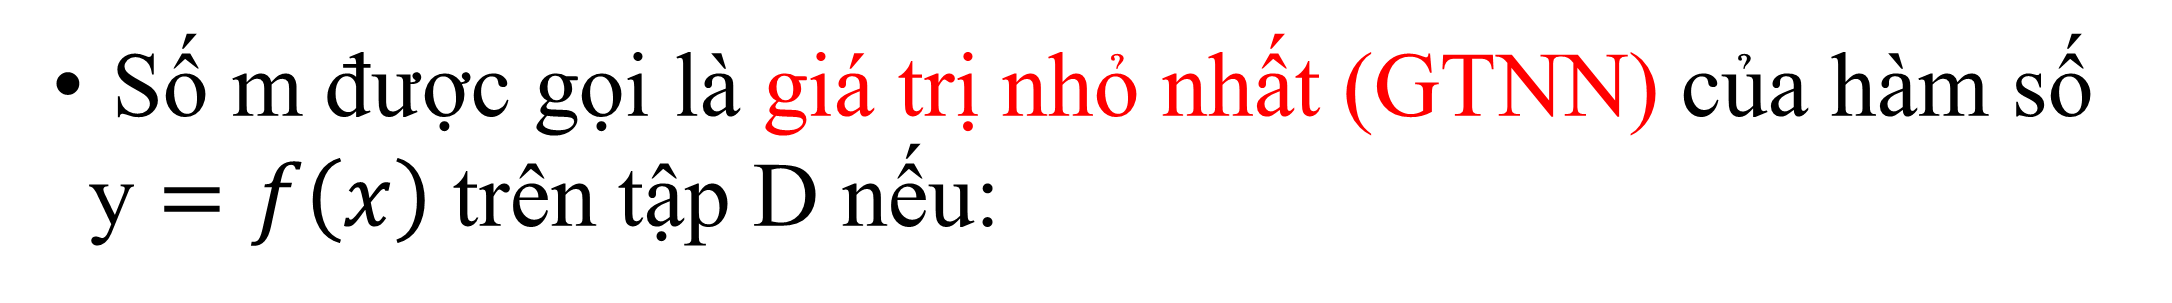 • Số m được gọi là giá trị nhỏ nhất (GTNN) của hàm số
y = f(x) trên tập D nếu: